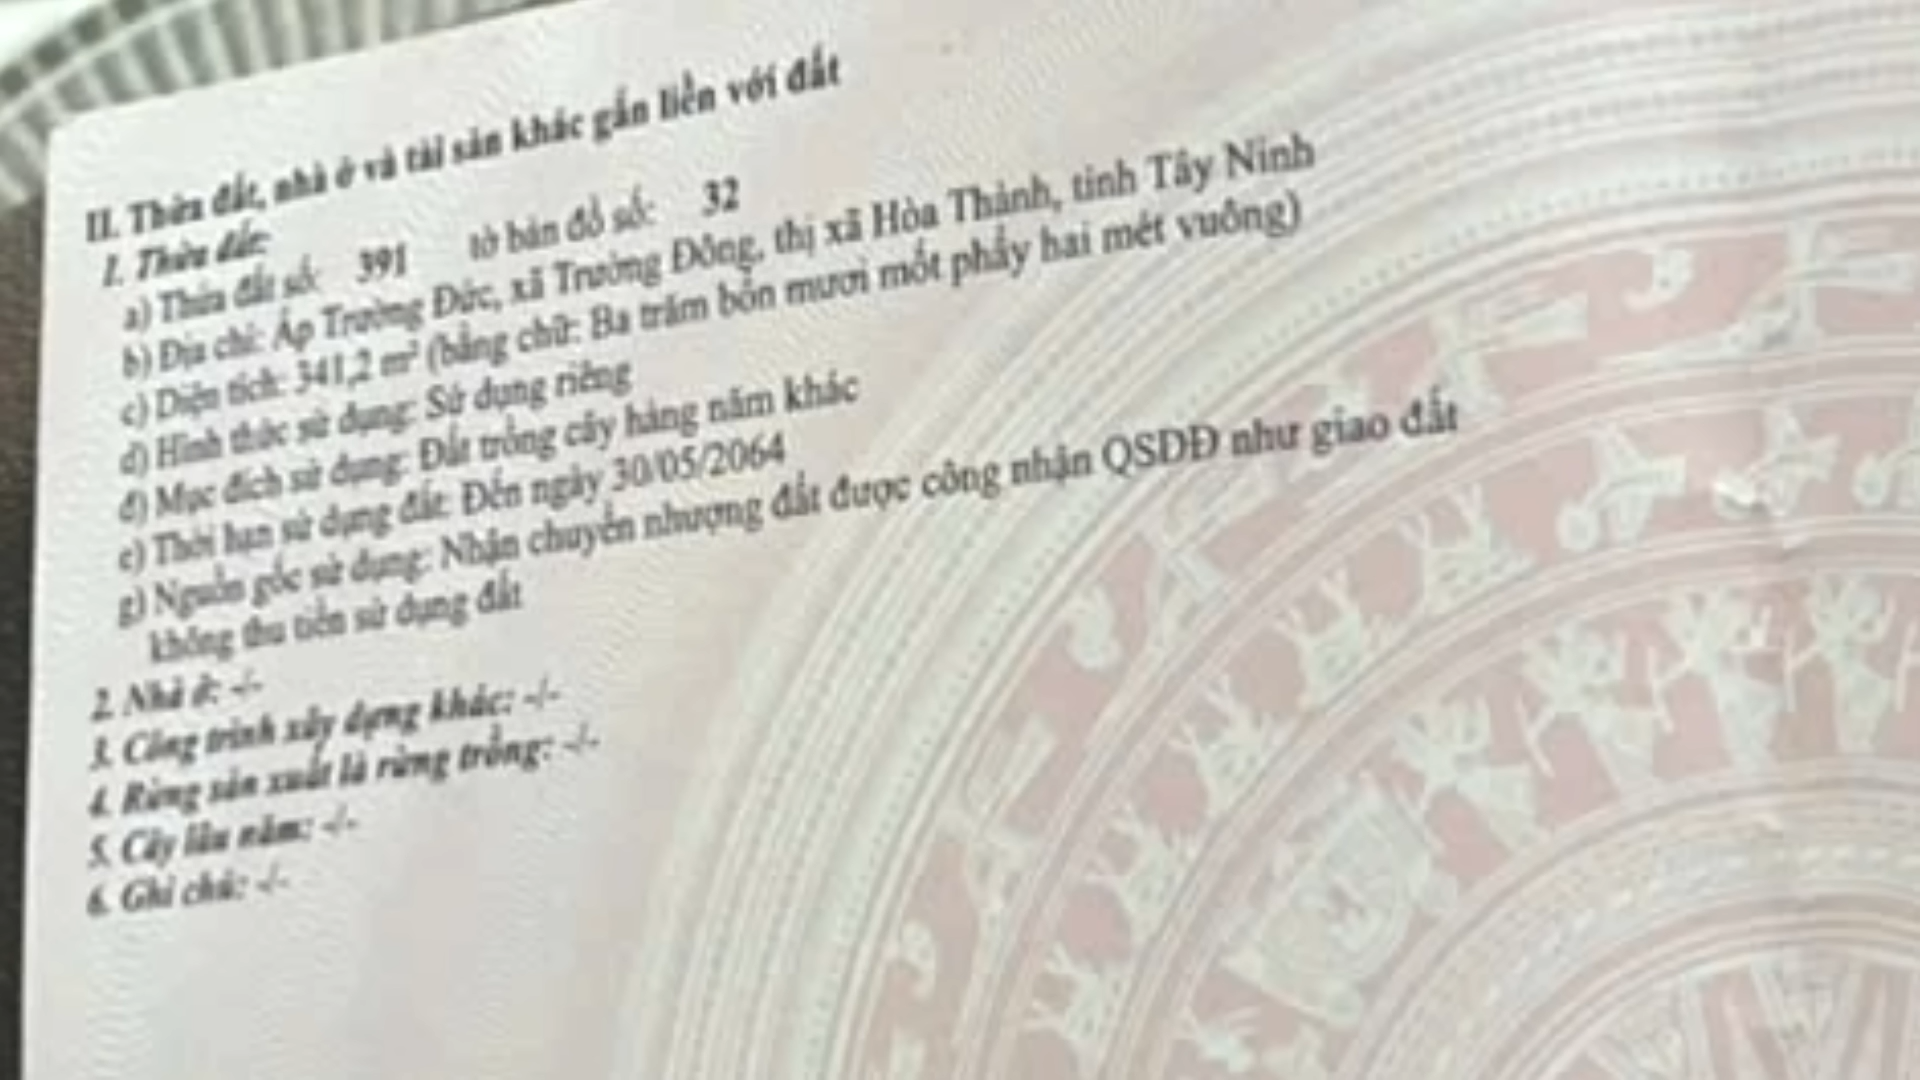 II. Thửa đất, nhà ở và tài sản khác gắn liền với đất
1. Thửa đất:
a) Thửa đất số: 391 tờ bản đồ số: 32
b) Địa chỉ: Ấp Trường Đức, xã Trường Đông, thị xã Hòa Thành, tỉnh Tây Ninh
c) Diện tích: 341,2 m² (bằng chữ: Ba trăm bốn mươi mốt phẩy hai mét vuông)
d) Hình thức sử dụng: Sử dụng riêng
đ) Mục đích sử dụng: Đất trồng cây hàng năm khác
e) Thời hạn sử dụng đất: Đến ngày 30/05/2064
g) Nguồn gốc sử dụng: Nhận chuyển nhượng đất được công nhận QSDĐ như giao đất
không thu tiền sử dụng đất
2. Nhà ở: -/-
3. Công trình xây dựng khác: -/-
4. Rừng sản xuất là rừng trồng: -/-
5. Cây lâu năm: -/-
6. Ghi chú: -/-